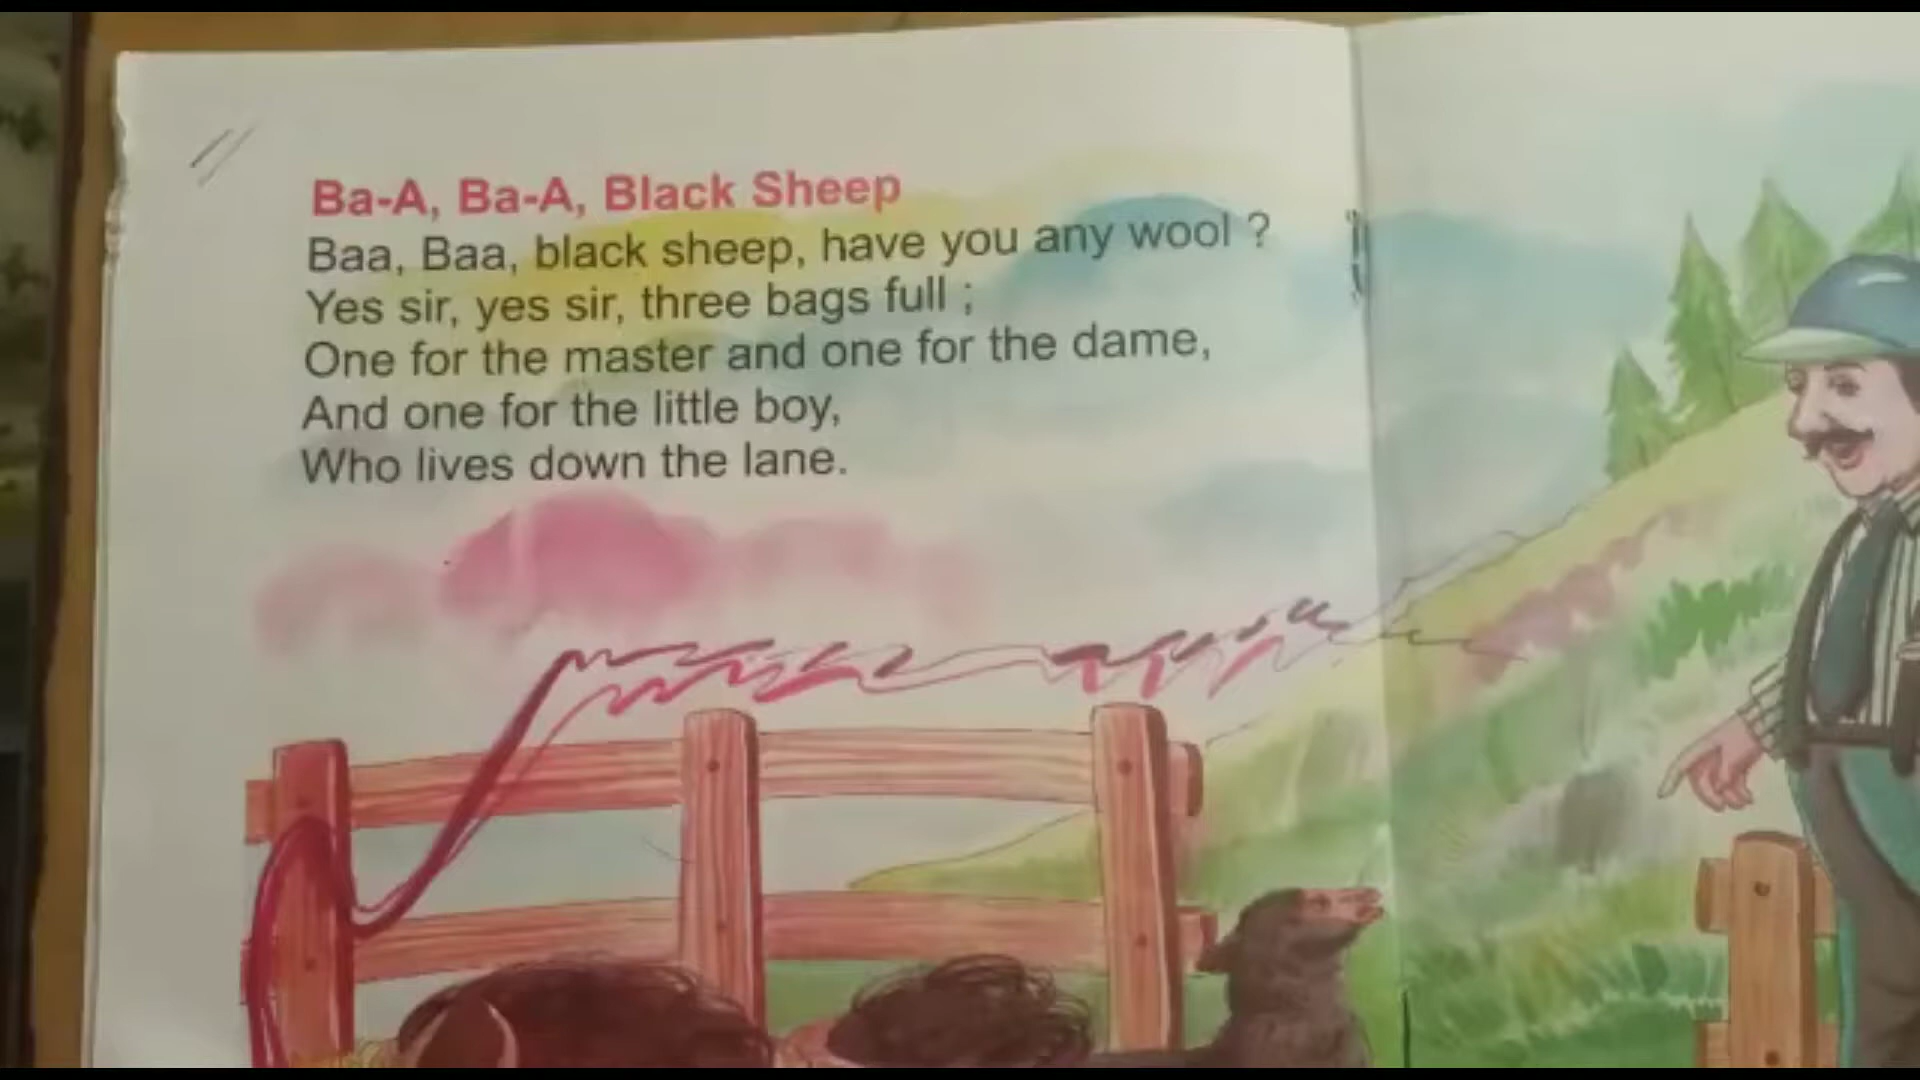 Ba-A, Ba-A, Black Sheep
Baa, Baa, black sheep, have you any wool ?
Yes sir, yes sir, three bags full ;
One for the master and one for the dame,
And one for the little boy,
Who lives down the lane.